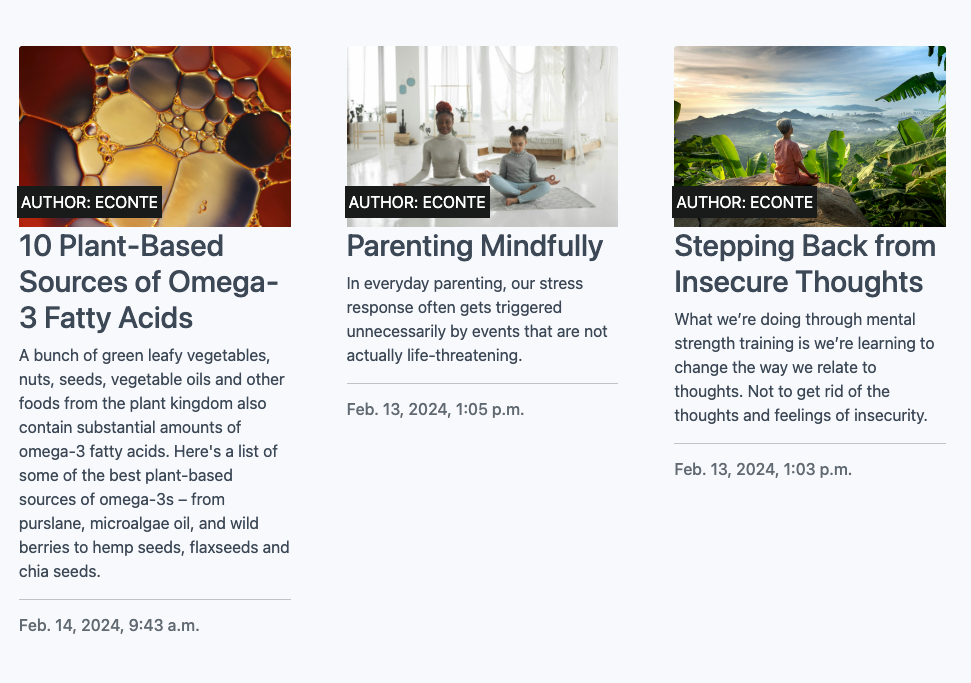 AUTHOR: ECONTE
10 Plant-Based
Sources of Omega-
3 Fatty Acids
A bunch of green leafy vegetables,
nuts, seeds, vegetable oils and other
foods from the plant kingdom also
contain substantial amounts of
omega-3 fatty acids. Here's a list of
some of the best plant-based
sources of omega-3s – from
purslane, microalgae oil, and wild
berries to hemp seeds, flaxseeds and
chia seeds.
Feb. 14, 2024, 9:43 a.m.
AUTHOR: ECONTE
Parenting Mindfully
In everyday parenting, our stress
response often gets triggered
unnecessarily by events that are not
actually life-threatening.
Feb. 13, 2024, 1:05 p.m.
AUTHOR: ECONTE
Stepping Back from
Insecure Thoughts
What we’re doing through mental
strength training is we’re learning to
change the way we relate to
thoughts. Not to get rid of the
thoughts and feelings of insecurity.
Feb. 13, 2024, 1:03 p.m.